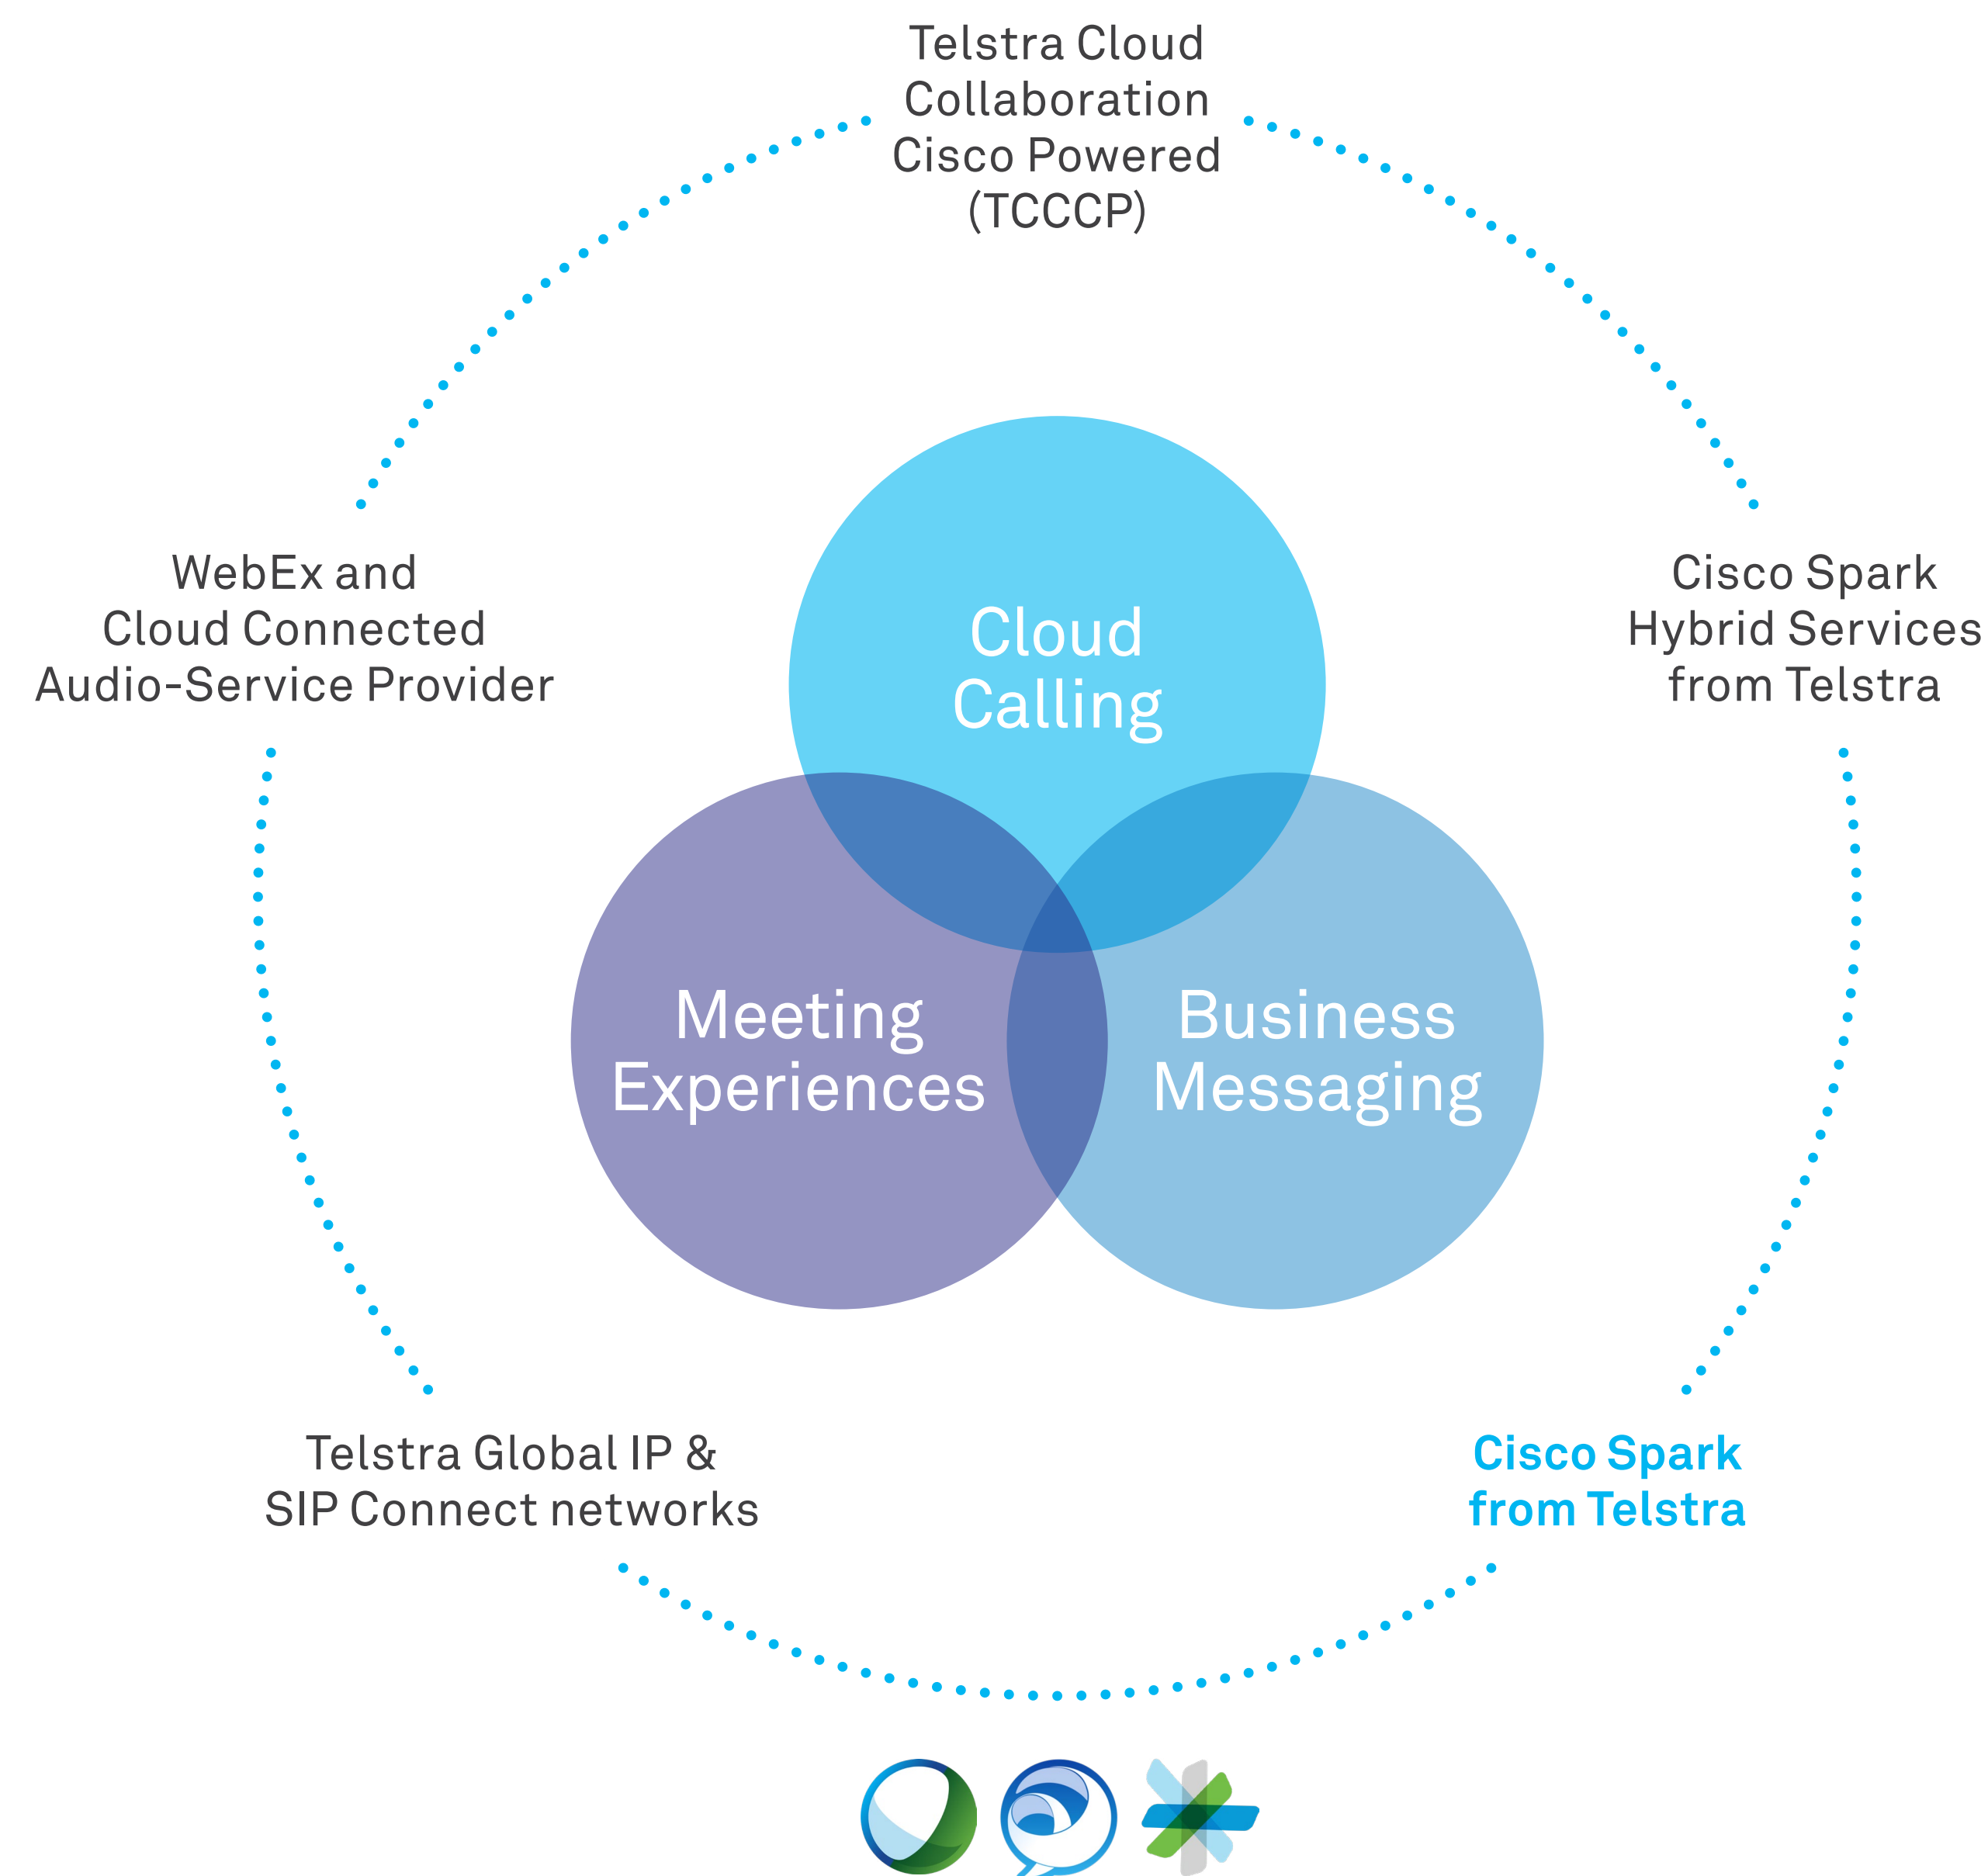 Telstra Cloud
Collaboration
Cisco Powered
(TCCCP)
WebEx and
Cloud Connected
Audio-Service Provider
Cisco Spark
Hybrid Services
from Telstra
Cloud
Calling
Meeting
Experiences
Business
Messaging
Telstra Global IP &
SIP Connect networks
Cisco Spark
from Telstra